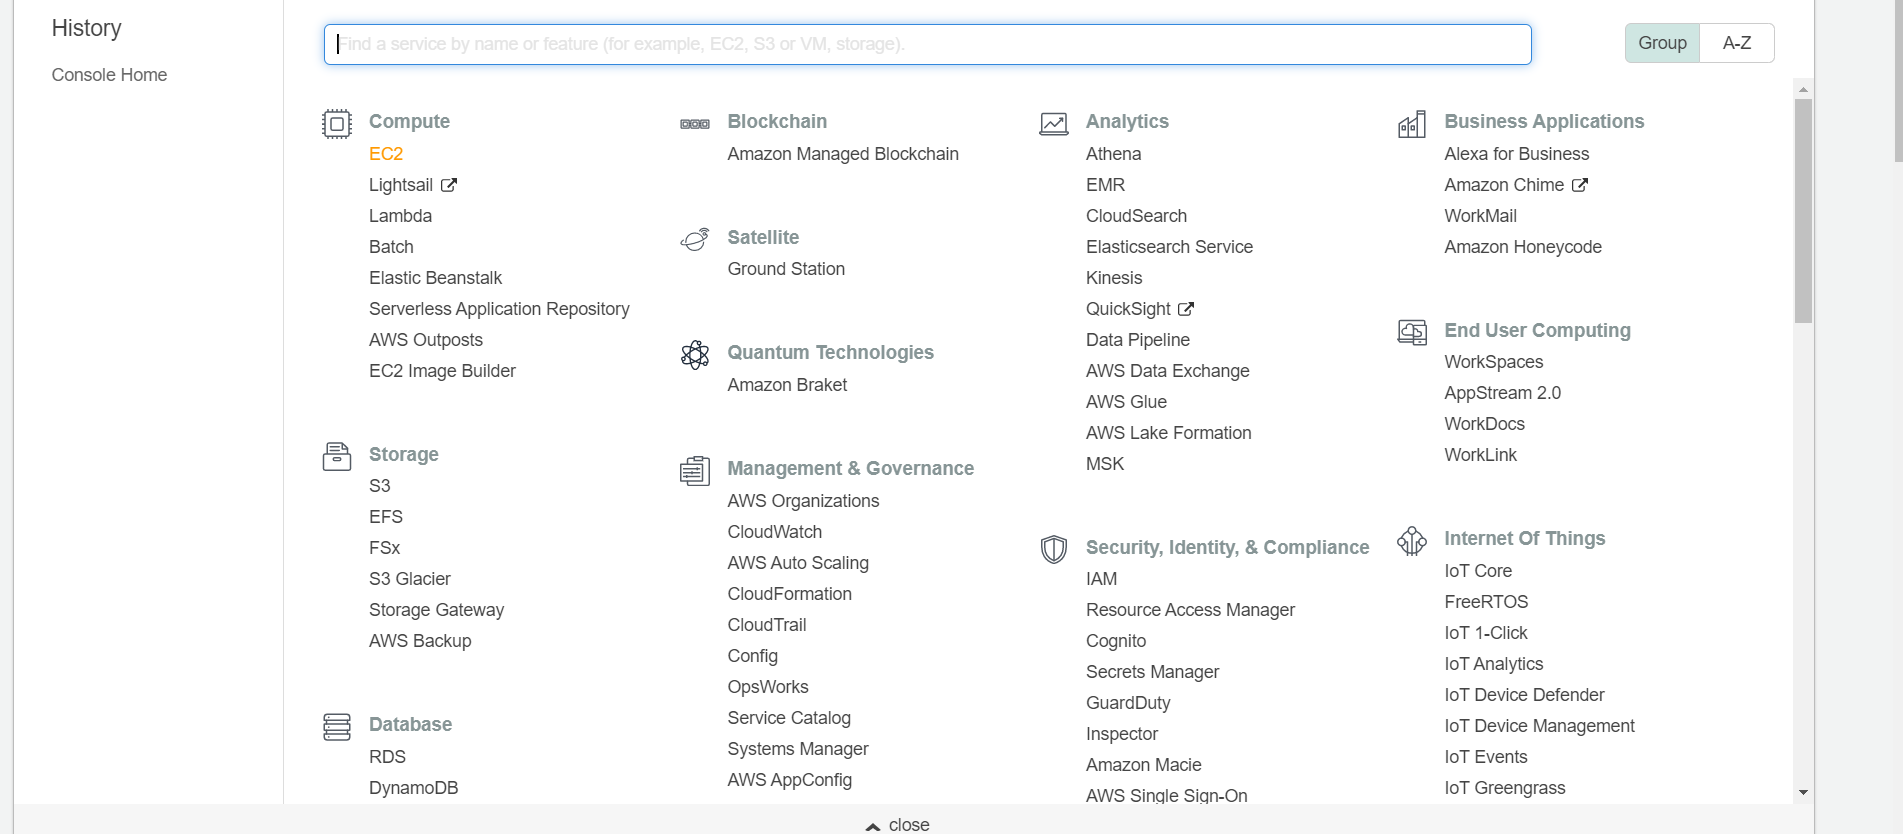 History
Console Home
Find a service by name or feature (for example, EC2, S3 or VM, storage).
Group
A-Z
Compute
EC2
Lightsail
Lambda
Batch
Elastic Beanstalk
Serverless Application Repository
AWS Outposts
EC2 Image Builder
Storage
S3
EFS
FSx
S3 Glacier
Storage Gateway
AWS Backup
Database
RDS
DynamoDB
Blockchain
Amazon Managed Blockchain
Satellite
Ground Station
Quantum Technologies
Amazon Braket
Management & Governance
AWS Organizations
CloudWatch
AWS Auto Scaling
CloudFormation
CloudTrail
Config
OpsWorks
Service Catalog
Systems Manager
AWS AppConfig
Analytics
Athena
EMR
CloudSearch
Elasticsearch Service
Kinesis
QuickSight
Data Pipeline
AWS Data Exchange
AWS Glue
AWS Lake Formation
MSK
Security, Identity, & Compliance
IAM
Resource Access Manager
Cognito
Secrets Manager
GuardDuty
Inspector
Amazon Macie
AWS Single Sign-On
Business Applications
Alexa for Business
Amazon Chime
WorkMail
Amazon Honeycode
End User Computing
WorkSpaces
AppStream 2.0
WorkDocs
WorkLink
Internet Of Things
IoT Core
FreeRTOS
IoT 1-Click
IoT Analytics
IoT Device Defender
IoT Device Management
IoT Events
IoT Greengrass
close